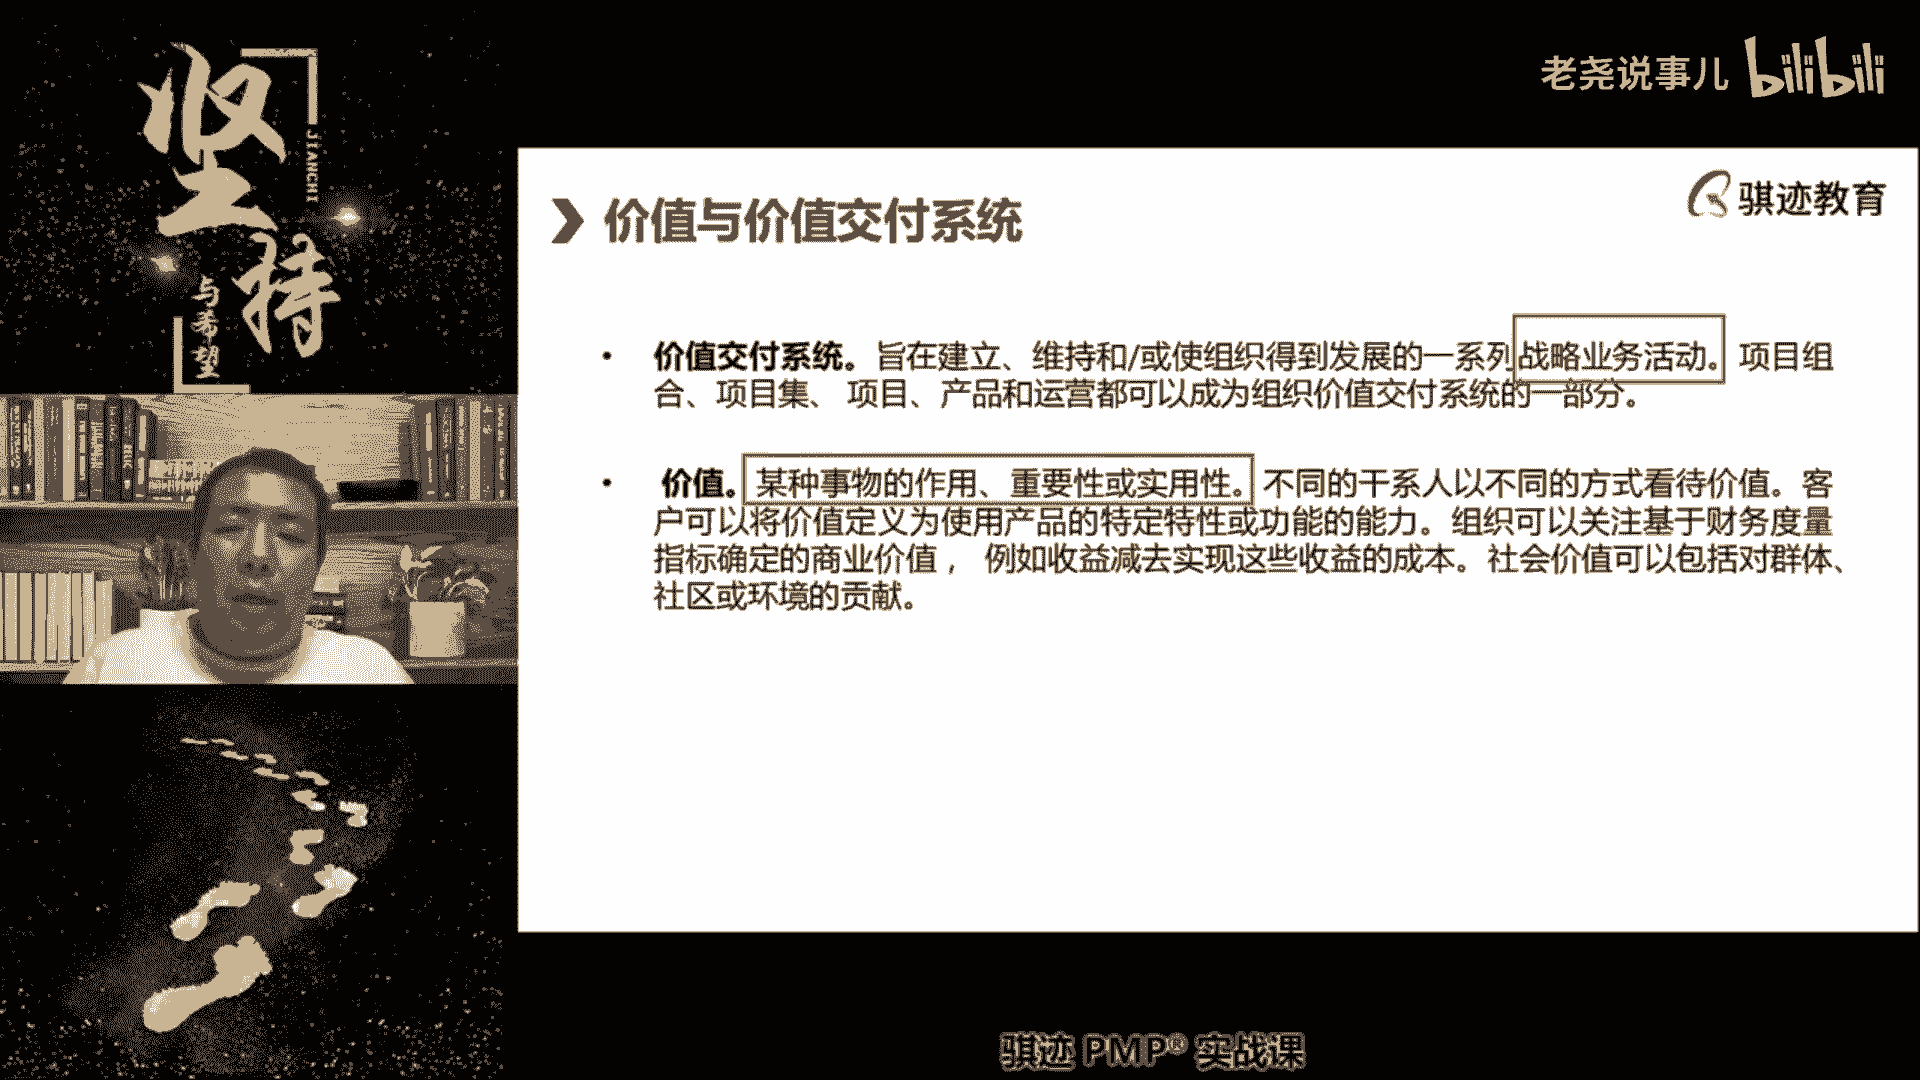 坚持
JIANCHI
与希望
老尧说事儿 bilibili
骐迹教育
价值与价值交付系统
• 价值交付系统。旨在建立、维持和/或使组织得到发展的一系列战略业务活动。 项目组
合、项目集、 项目、产品和运营都可以成为组织价值交付系统的一部分。
• 价值。某种事物的作用、重要性或实用性。不同的干系人以不同的方式看待价值。客
户可以将价值定义为使用产品的特定特性或功能的能力。组织可以关注基于财务度量
指标确定的商业价值， 例如收益减去实现这些收益的成本。社会价值可以包括对群体、
社区或环境的贡献。
骐迹 PMP® 实战课